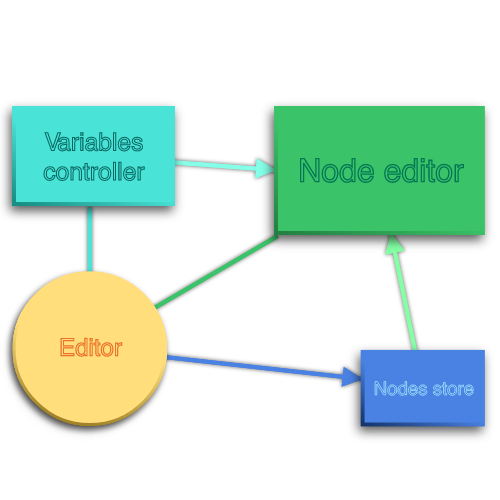 Variables
controller
Node editor
Editor
Nodes store